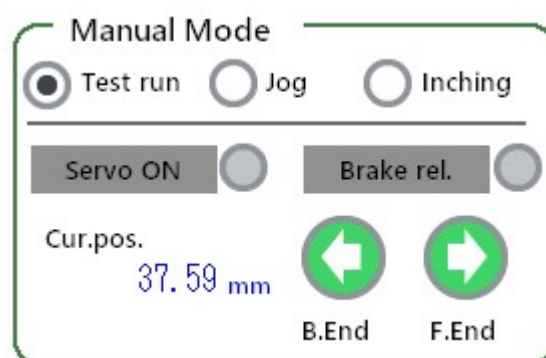 Manual Mode
Test run Jog Inching
Servo ON Brake rel.
Cur.pos.
37.59 mm
B.End F.End